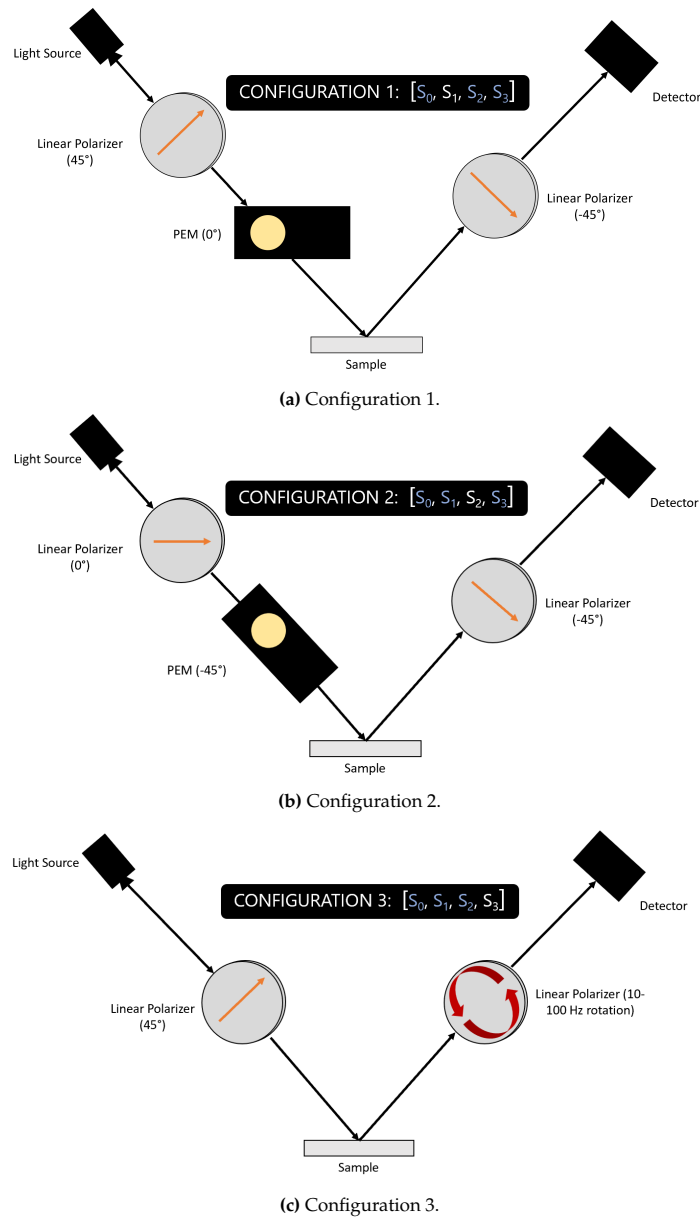 Light Source
CONFIGURATION 1: [S₀, S₁, S₂, S₃]
Detector
Linear Polarizer
(45°)
Linear Polarizer
(-45°)
PEM (0°)
Sample
(a) Configuration 1.
Light Source
CONFIGURATION 2: [S₀, S₁, S₂, S₃]
Detector
Linear Polarizer
(0°)
Linear Polarizer
(-45°)
PEM (-45°)
Sample
(b) Configuration 2.
Light Source
CONFIGURATION 3: [S₀, S₁, S₂, S₃]
Detector
Linear Polarizer
(45°)
Linear Polarizer (10-
100 Hz rotation)
Sample
(c) Configuration 3.